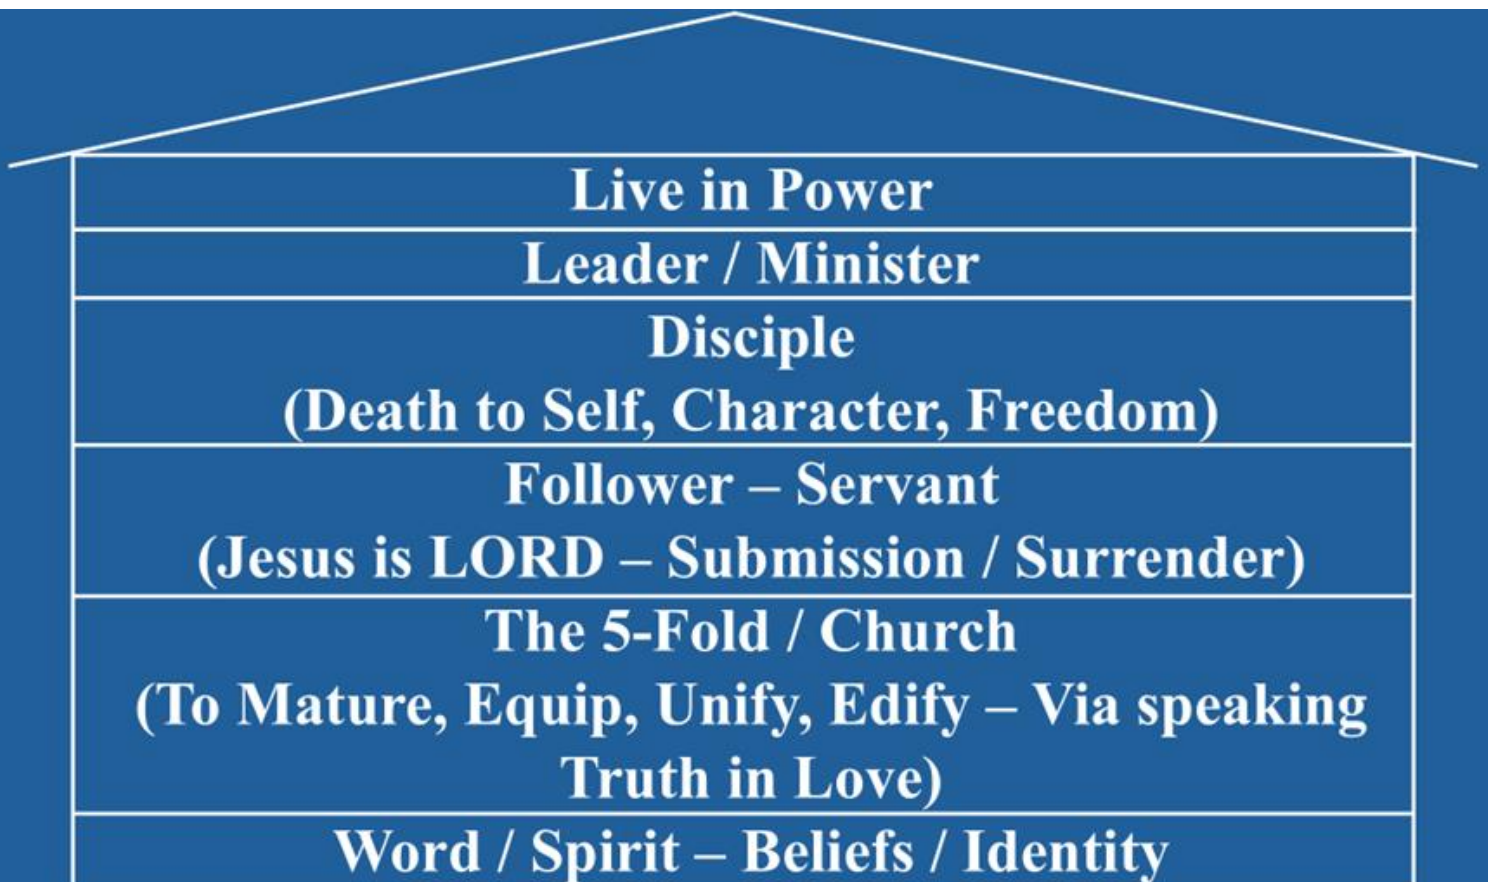 Live in Power
Leader / Minister
Disciple
(Death to Self, Character, Freedom)
Follower – Servant
(Jesus is LORD – Submission / Surrender)
The 5-Fold / Church
(To Mature, Equip, Unify, Edify – Via speaking
Truth in Love)
Word / Spirit – Beliefs / Identity